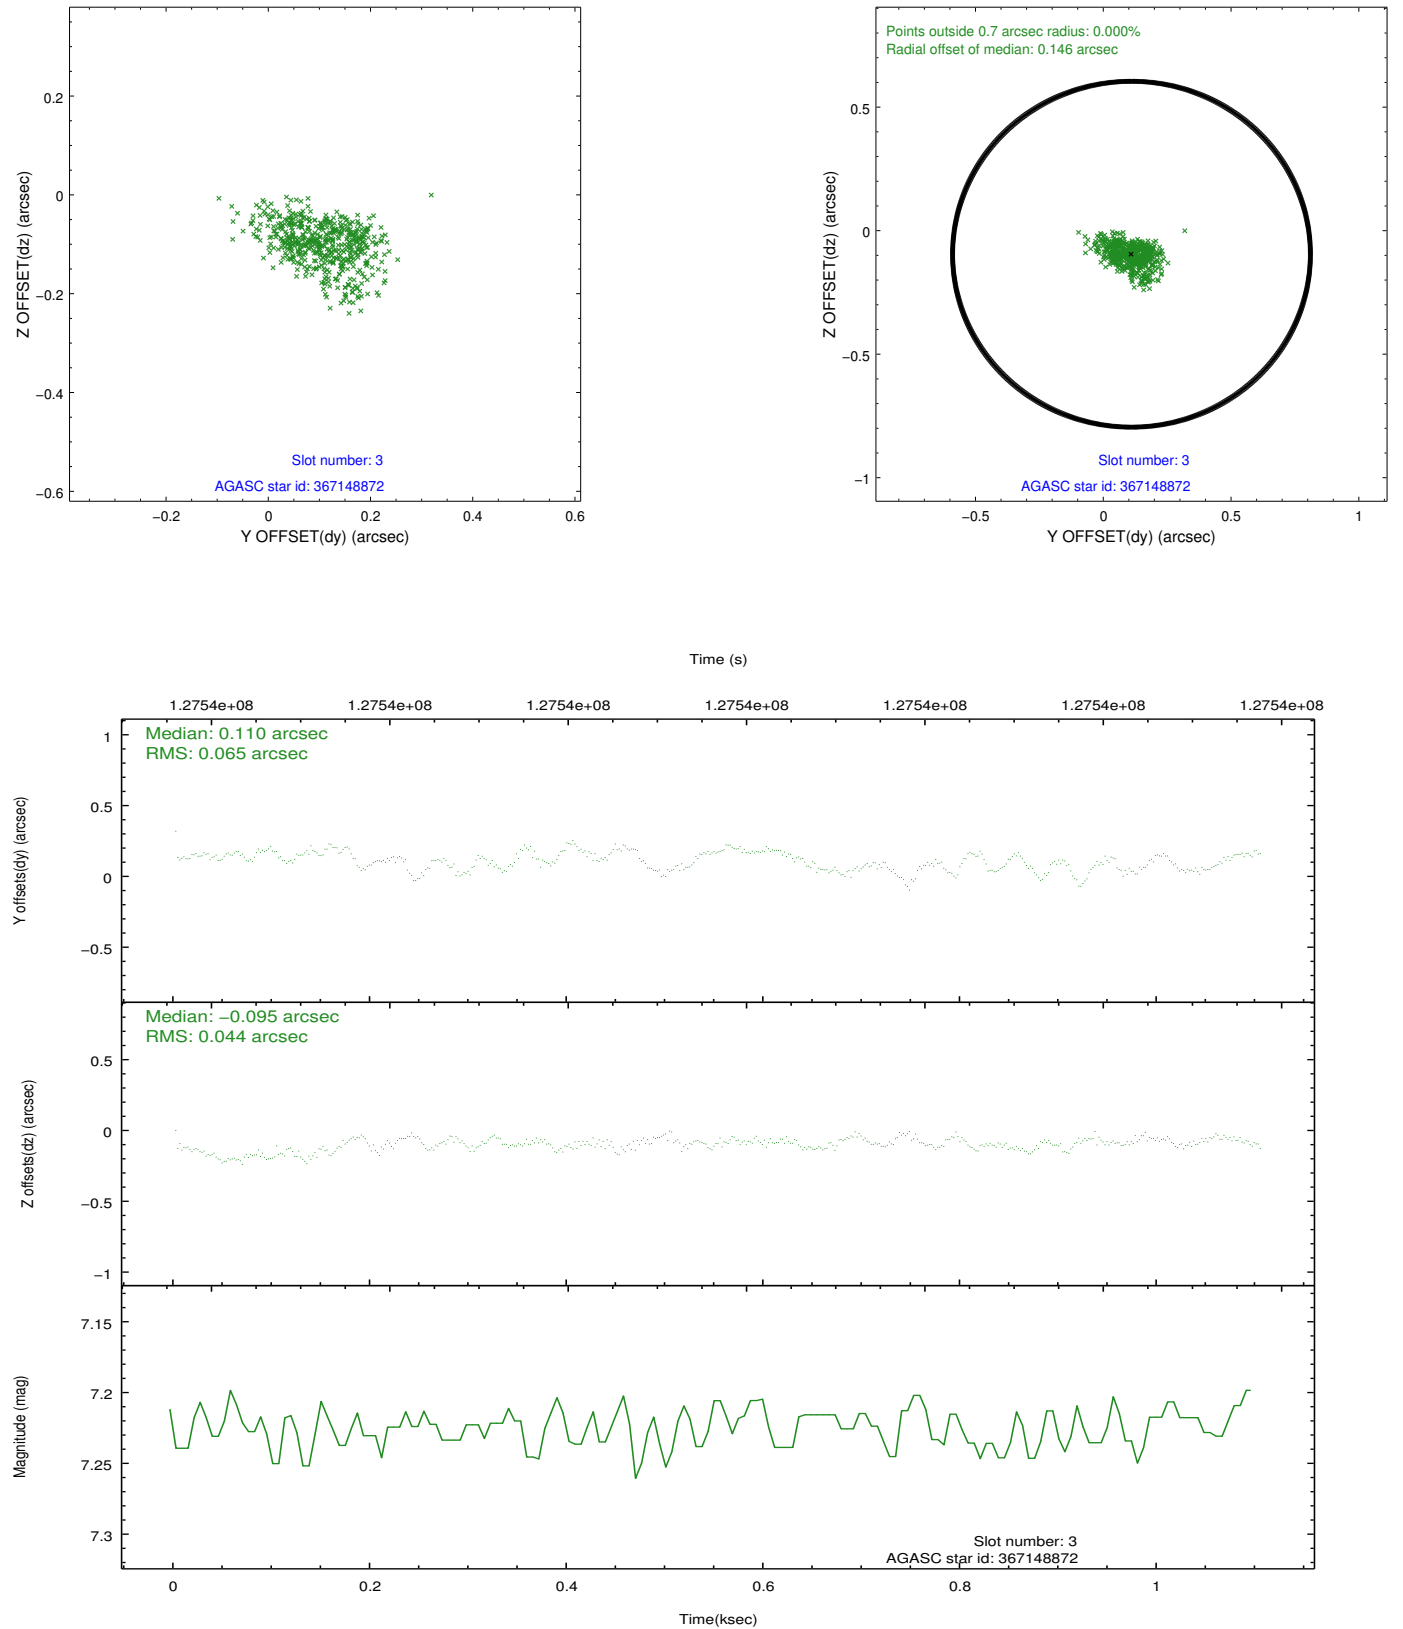 0.2
0
−0.2
−0.4
−0.6
Z OFFSET(dz) (arcsec)
Slot number: 3
AGASC star id: 367148872
−0.2
0
0.2
0.4
0.6
Y OFFSET(dy) (arcsec)
Points outside 0.7 arcsec radius: 0.000%
Radial offset of median: 0.146 arcsec
0.5
0
−0.5
−1
Z OFFSET(dz) (arcsec)
Slot number: 3
AGASC star id: 367148872
−0.5
0
0.5
1
Y OFFSET(dy) (arcsec)
Time (s)
1.2754e+08 1.2754e+08 1.2754e+08 1.2754e+08 1.2754e+08 1.2754e+08 1.2754e+08
Median: 0.110 arcsec
RMS: 0.065 arcsec
1
0.5
0
−0.5
Y offsets(dy) (arcsec)
Median: −0.095 arcsec
RMS: 0.044 arcsec
0.5
0
−0.5
−1
Z offsets(dz) (arcsec)
7.15
7.2
7.25
7.3
Magnitude (mag)
Slot number: 3
AGASC star id: 367148872
0 0.2 0.4 0.6 0.8 1
Time(ksec)